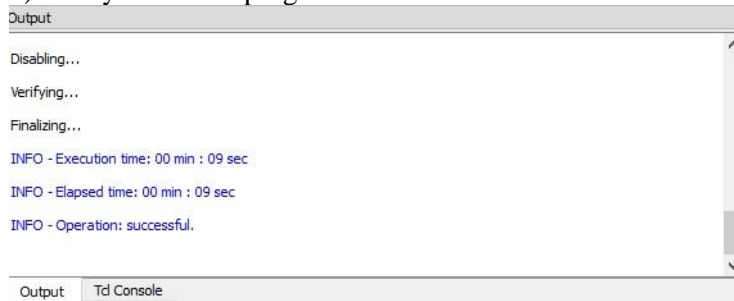 Output
Disabling...
Verifying...
Finalizing...
INFO - Execution time: 00 min : 09 sec
INFO - Elapsed time: 00 min : 09 sec
INFO - Operation: successful.
Output Tcl Console